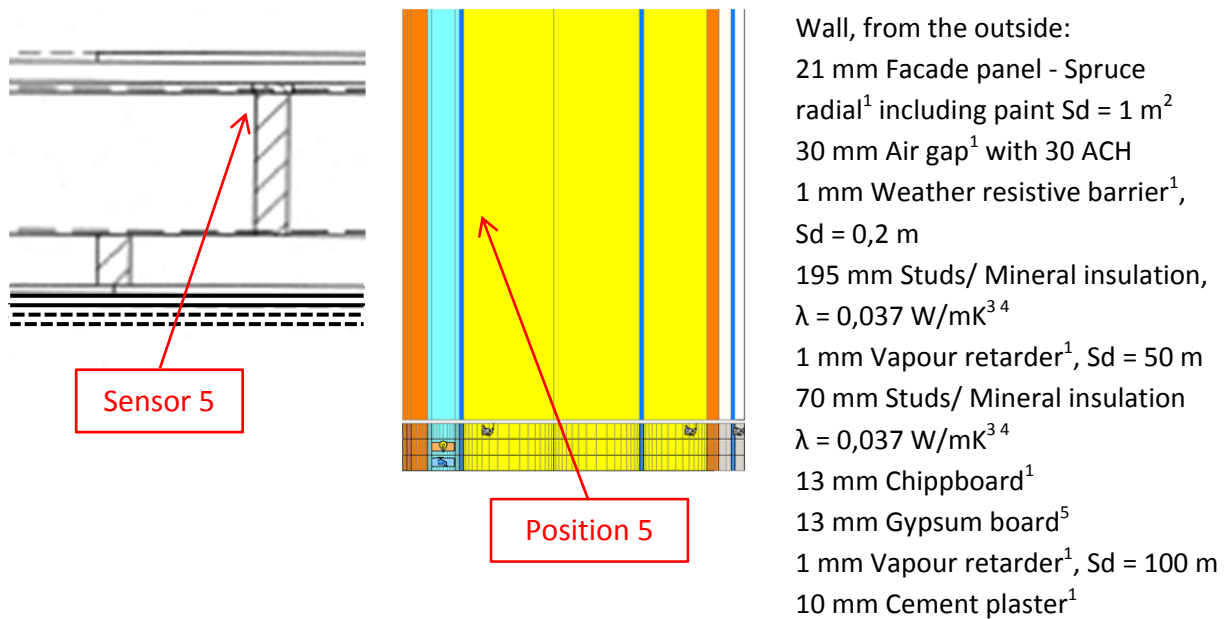 Sensor 5
Position 5
Wall, from the outside:
21 mm Facade panel - Spruce
radial¹ including paint Sd = 1 m²
30 mm Air gap¹ with 30 ACH
1 mm Weather resistive barrier¹,
Sd = 0,2 m
195 mm Studs/ Mineral insulation,
λ = 0,037 W/mK³ ⁴
1 mm Vapour retarder¹, Sd = 50 m
70 mm Studs/ Mineral insulation
λ = 0,037 W/mK³ ⁴
13 mm Chippboard¹
13 mm Gypsum board⁵
1 mm Vapour retarder¹, Sd = 100 m
10 mm Cement plaster¹